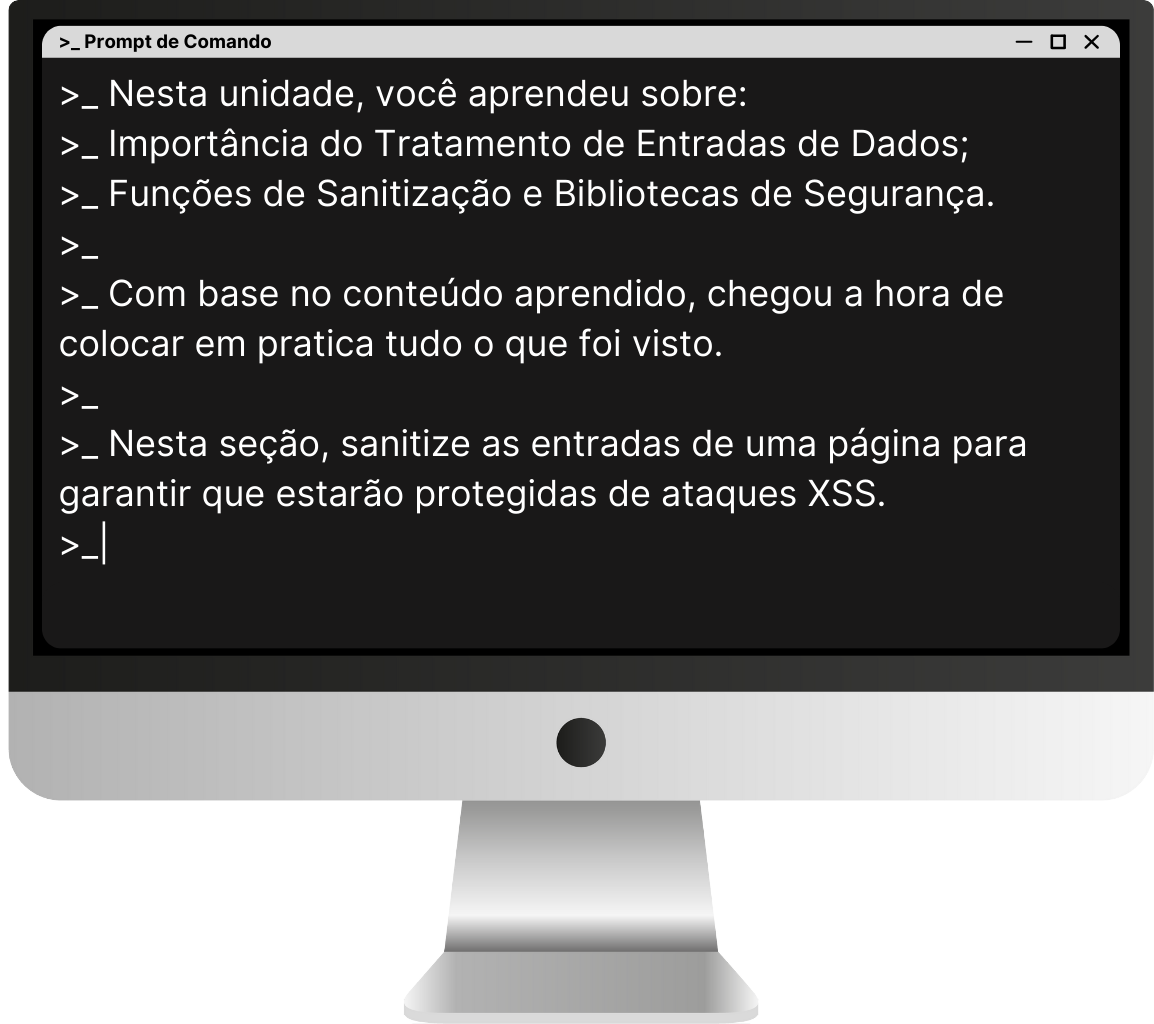 >_ Prompt de Comando
>_ Nesta unidade, você aprendeu sobre:
>_ Importância do Tratamento de Entradas de Dados;
>_ Funções de Sanitização e Bibliotecas de Segurança.
>_
>_ Com base no conteúdo aprendido, chegou a hora de
colocar em pratica tudo o que foi visto.
>_
>_ Nesta seção, sanitize as entradas de uma página para
garantir que estarão protegidas de ataques XSS.
>_|